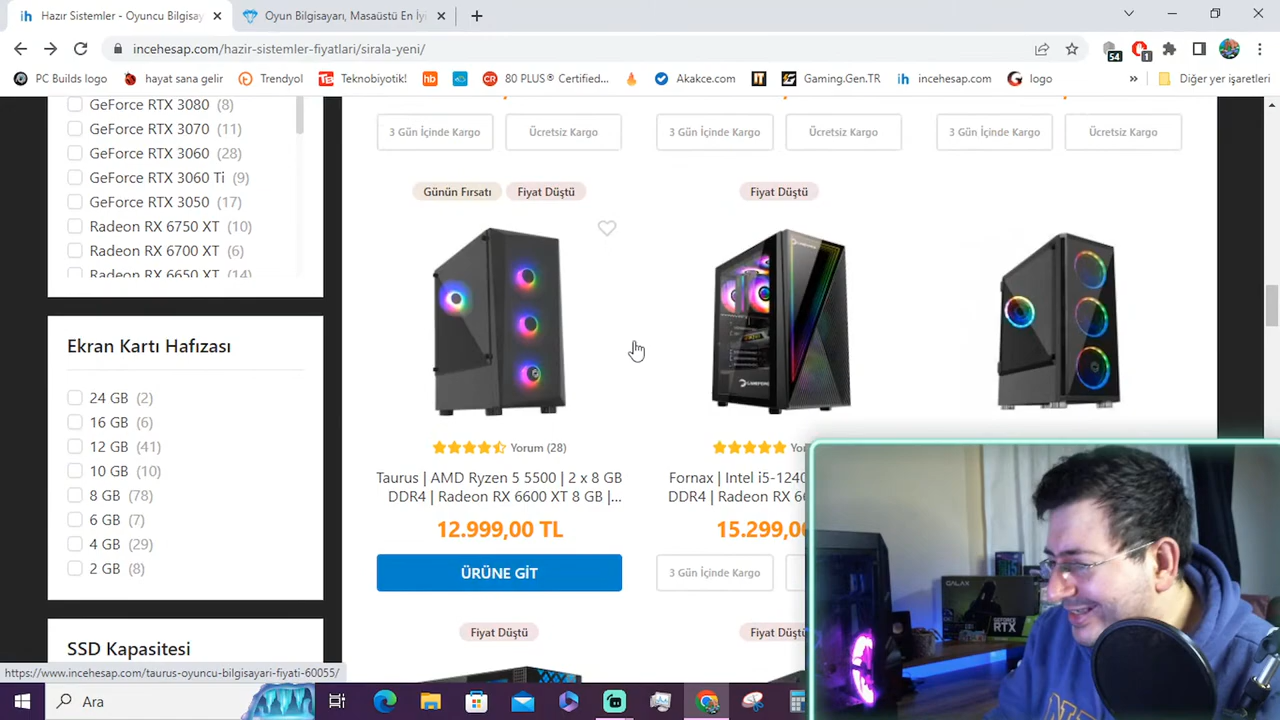 Hazır Sistemler - Oyuncu Bilgisay
Oyun Bilgisayarı, Masaüstü En İyi
incehesap.com/hazir-sistemler-fiyatlari/sirala-yeni/
54
1
PC Builds logo
hayat sana gelir
Trendyol
Teknobiyotik!
80 PLUS® Certified...
Akakce.com
Gaming.Gen.TR
incehesap.com
logo
Diğer yer işaretleri
GeForce RTX 3080 (8)
GeForce RTX 3070 (11)
GeForce RTX 3060 (28)
GeForce RTX 3060 Ti (9)
GeForce RTX 3050 (17)
Radeon RX 6750 XT (10)
Radeon RX 6700 XT (6)
Radeon RX 6650 XT (14)
Ekran Kartı Hafızası
24 GB (2)
16 GB (6)
12 GB (41)
10 GB (10)
8 GB (78)
6 GB (7)
4 GB (29)
2 GB (8)
SSD Kapasitesi
3 Gün İçinde Kargo
Ücretsiz Kargo
3 Gün İçinde Kargo
Ücretsiz Kargo
3 Gün İçinde Kargo
Ücretsiz Kargo
Günün Fırsatı
Fiyat Düştü
Fiyat Düştü
Yorum (28)
Taurus | AMD Ryzen 5 5500 | 2 x 8 GB
DDR4 | Radeon RX 6600 XT 8 GB |...
12.999,00 TL
ÜRÜNE GİT
Fornax | Intel i5-1240
DDR4 | Radeon RX 66
15.299,0
3 Gün İçinde Kargo
Fiyat Düştü
Fiyat Düştü
GALAX
GEFORCE
RTX
https://www.incehesap.com/taurus-oyuncu-bilgisayari-fiyati-60055/
Ara